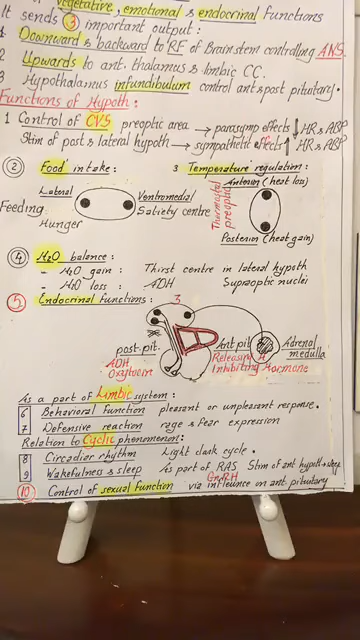 vegetative, emotional & endocrinal functions
It sends 3 important output:
1 Downward & backward to RF of Brainstem controlling ANS.
2 Upwards to ant. thalamus & limbic CC.
3 Hypothalamus infundibulum control ant & post pituitary.
Functions of Hypoth:
1 Control of CVS preoptic area → parasymp effects ↓ HR & ABP
Stim of post & lateral hypoth → sympathetic effects ↑ HR & ABP
2 Food intake:
3 Temperature regulation:
Anterior (heat loss)
Thermostat preoptic
Lateral
Ventromedial
Feeding
Satiety centre
Hunger
Posterior (heat gain)
4 H2O balance:
- H2O gain: Thirst centre in lateral hypoth
- H2O loss: ADH Supraoptic nuclei
5 Endocrinal Functions:
3
post pit.
Ant pit
Adrenal medulla
ADH
Oxytocin
Releasing
Inhibiting Hormone
As a part of Limbic system:
6 Behavioral Function pleasant or unpleasant response.
7 Defensive reaction rage & fear expression
Relation to Cyclic phenomenon:
8 Circadian rhythm Light dark cycle.
9 Wakefulness & sleep As part of RAS Stim of ant hypoth → sleep
GnRH
10 Control of sexual function via influence on ant pituitary